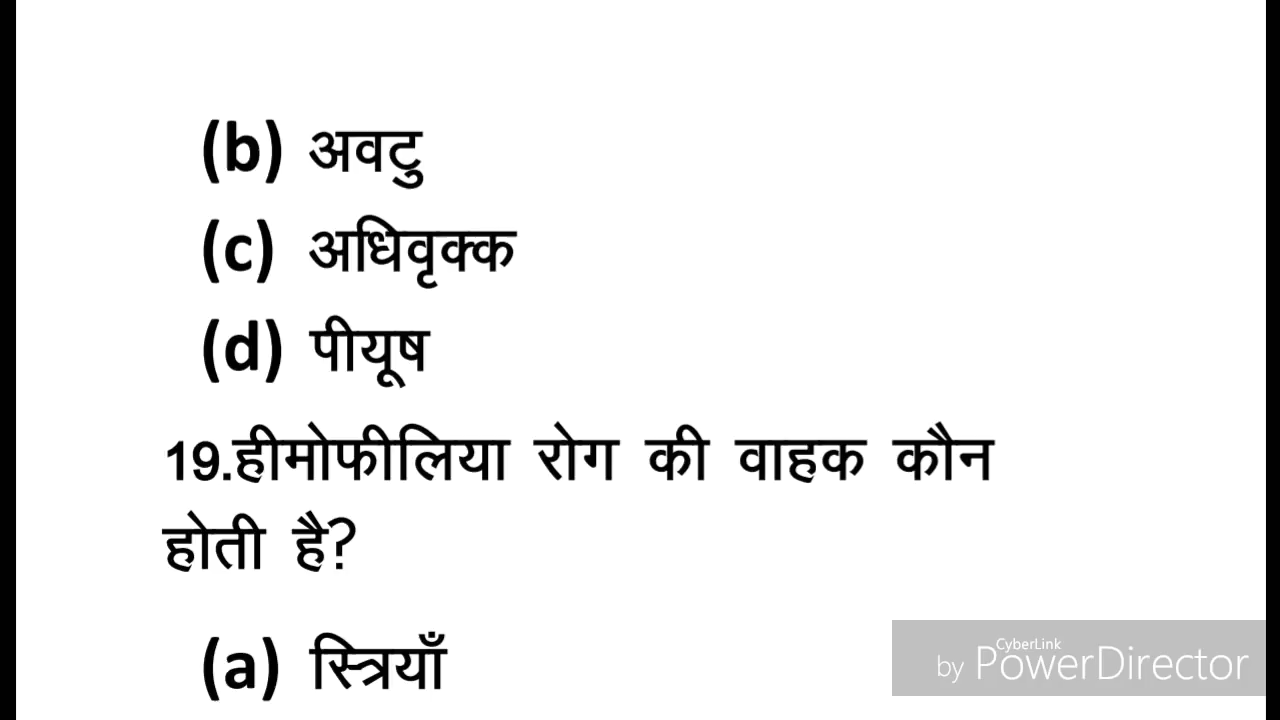 (b) अवटु
(c) अधिवृक्क
(d) पीयूष
19.हीमोफीलिया रोग की वाहक कौन
होती है?
(a) स्त्रियाँ
CyberLink
by PowerDirector